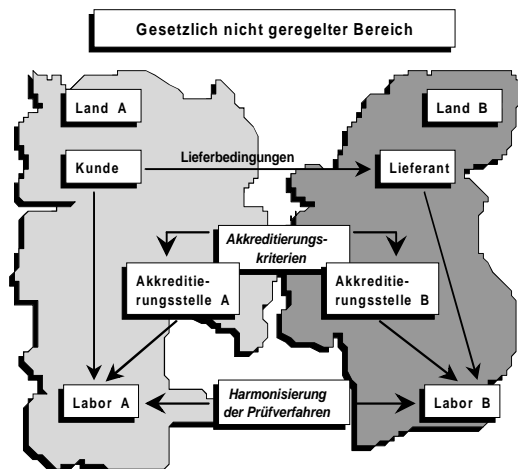 Gesetzlich nicht geregelter Bereich
Land A
Land B
Kunde
Lieferbedingungen
Lieferant
Akkreditierungs-
kriterien
Akkreditie-
rungsstelle A
Akkreditie-
rungsstelle B
Labor A
Harmonisierung
der Prüfverfahren
Labor B